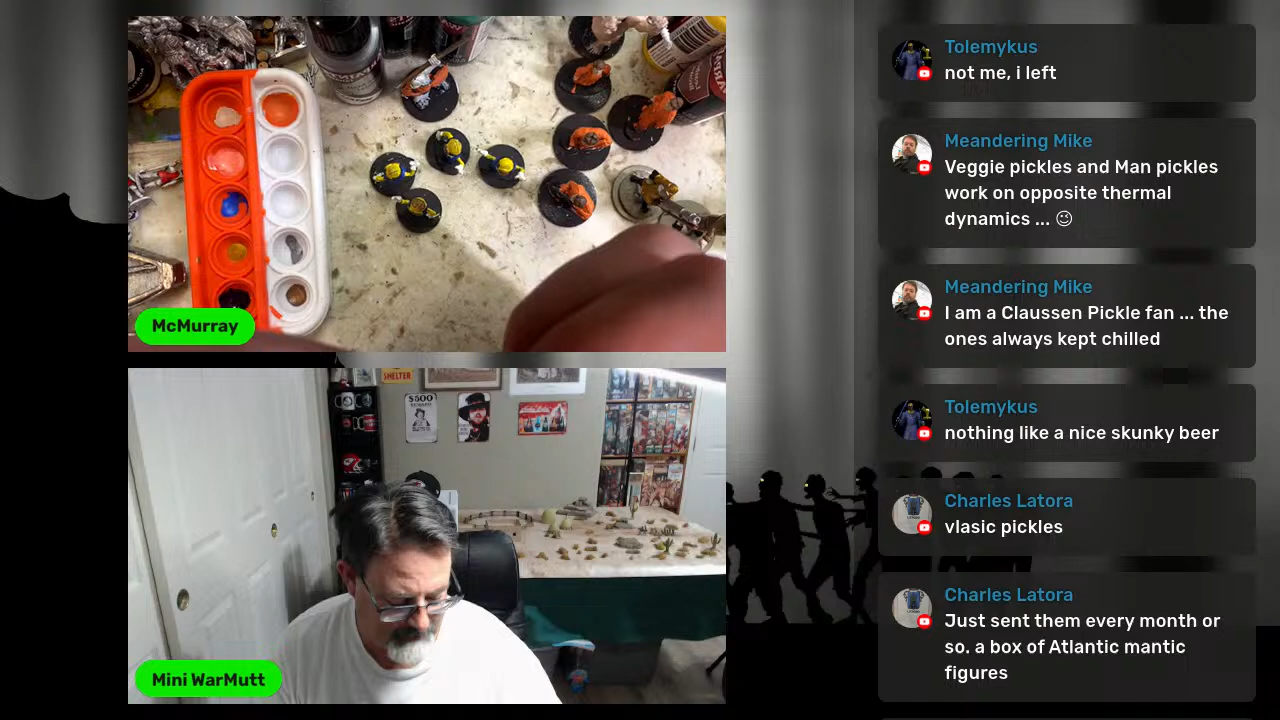 McMurray
SHELTER
$500
Mini WarMutt
Tolemykus
not me, i left
Meandering Mike
Veggie pickles and Man pickles
work on opposite thermal
dynamics ... ☺
Meandering Mike
I am a Claussen Pickle fan ... the
ones always kept chilled
Tolemykus
nothing like a nice skunky beer
Charles Latora
vlasic pickles
Charles Latora
Just sent them every month or
so. a box of Atlantic mantic
figures